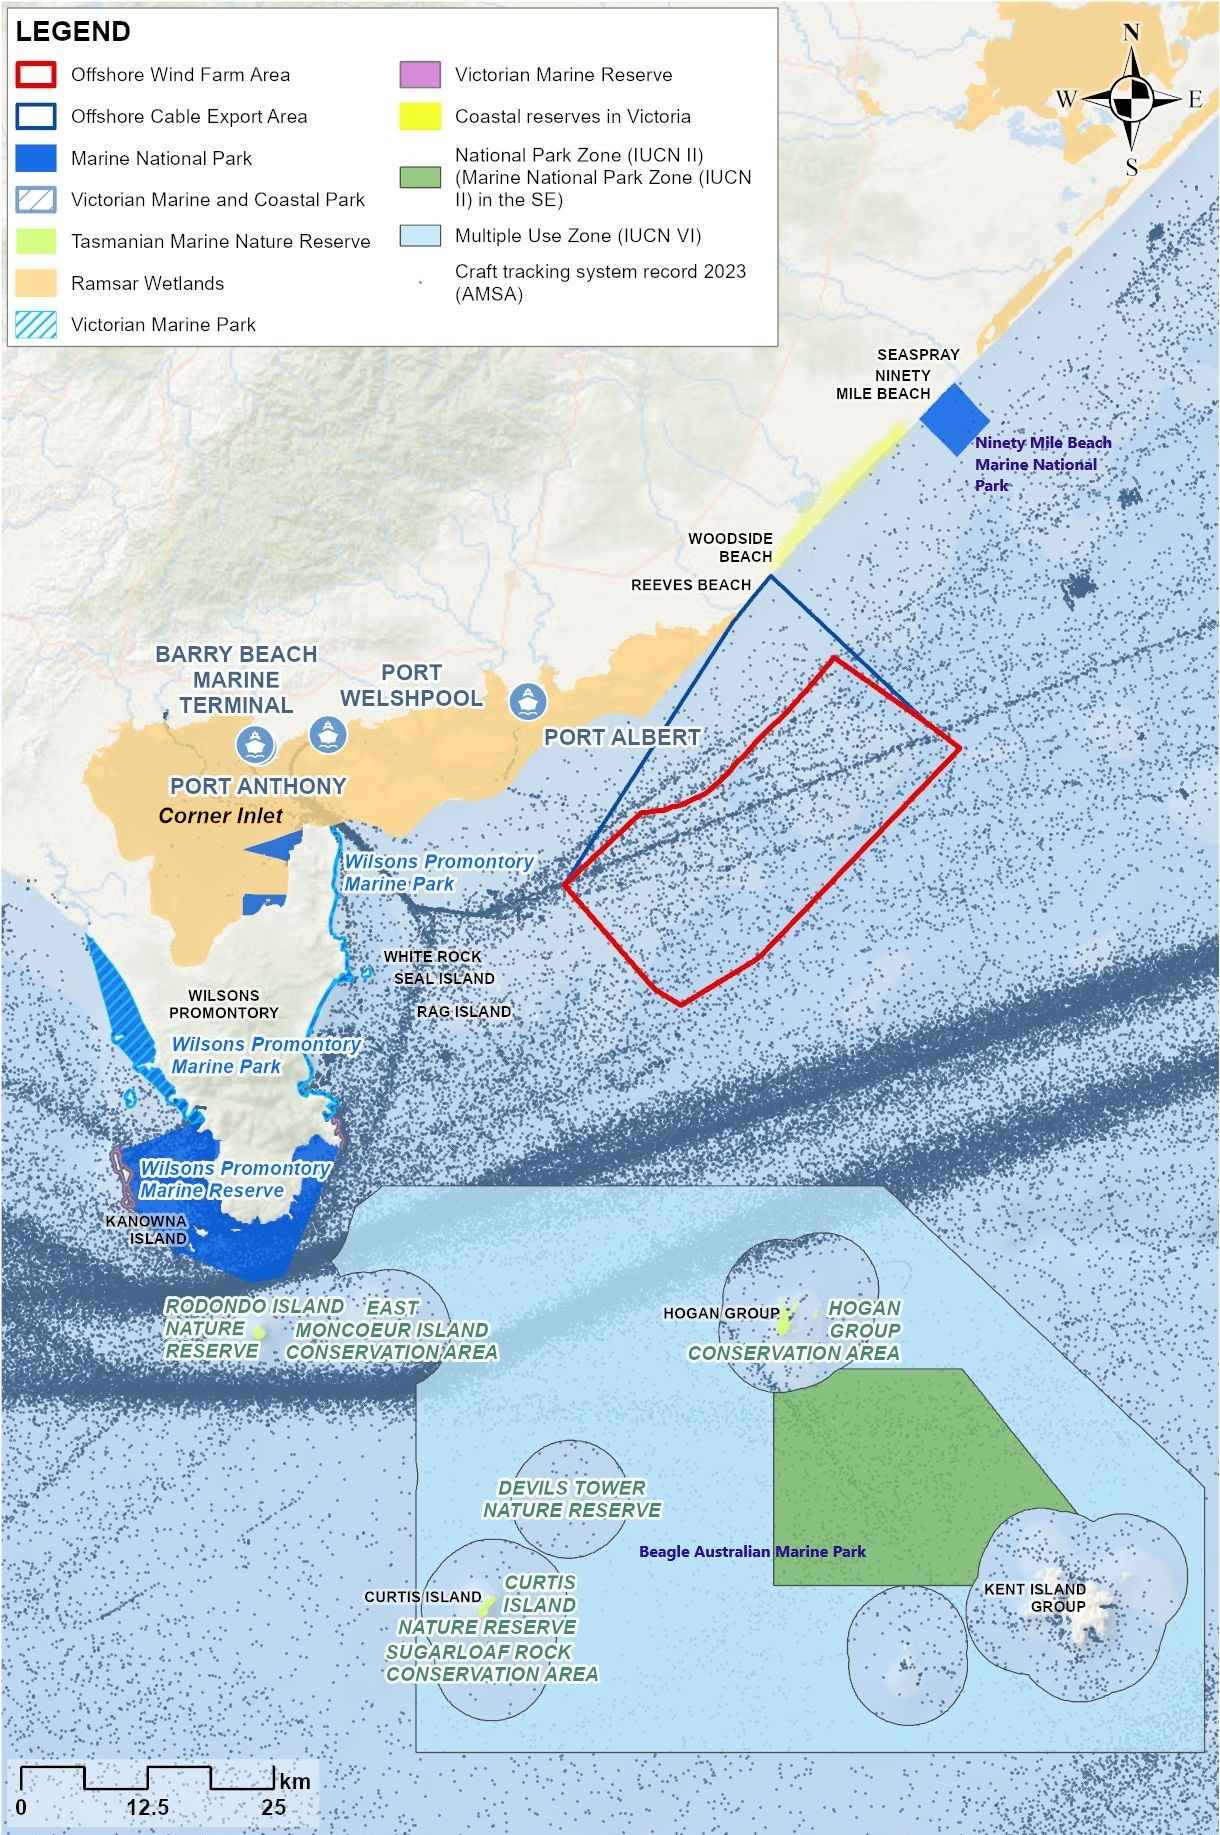 LEGEND
Offshore Wind Farm Area
Offshore Cable Export Area
Marine National Park
Victorian Marine and Coastal Park
Tasmanian Marine Nature Reserve
Ramsar Wetlands
Victorian Marine Park
Victorian Marine Reserve
Coastal reserves in Victoria
National Park Zone (IUCN II)
(Marine National Park Zone (IUCN
II) in the SE)
Multiple Use Zone (IUCN VI)
Craft tracking system record 2023
(AMSA)
N
W
E
S
SEASPRAY
NINETY
MILE BEACH
Ninety Mile Beach
Marine National
Park
WOODSIDE
BEACH
REEVES BEACH
BARRY BEACH
MARINE
TERMINAL
PORT
WELSHPOOL
PORT ALBERT
PORT ANTHONY
Corner Inlet
Wilsons Promontory
Marine Park
WHITE ROCK
SEAL ISLAND
RAG ISLAND
WILSONS
PROMONTORY
Wilsons Promontory
Marine Park
Wilsons Promontory
Marine Reserve
KANOWNA
ISLAND
RODONDO ISLAND
NATURE
RESERVE
EAST
MONCOEUR ISLAND
CONSERVATION AREA
HOGAN GROUP
HOGAN
GROUP
CONSERVATION AREA
DEVILS TOWER
NATURE RESERVE
Beagle Australian Marine Park
CURTIS ISLAND
CURTIS
ISLAND
NATURE RESERVE
SUGARLOAF ROCK
CONSERVATION AREA
KENT ISLAND
GROUP
km
0
12.5
25